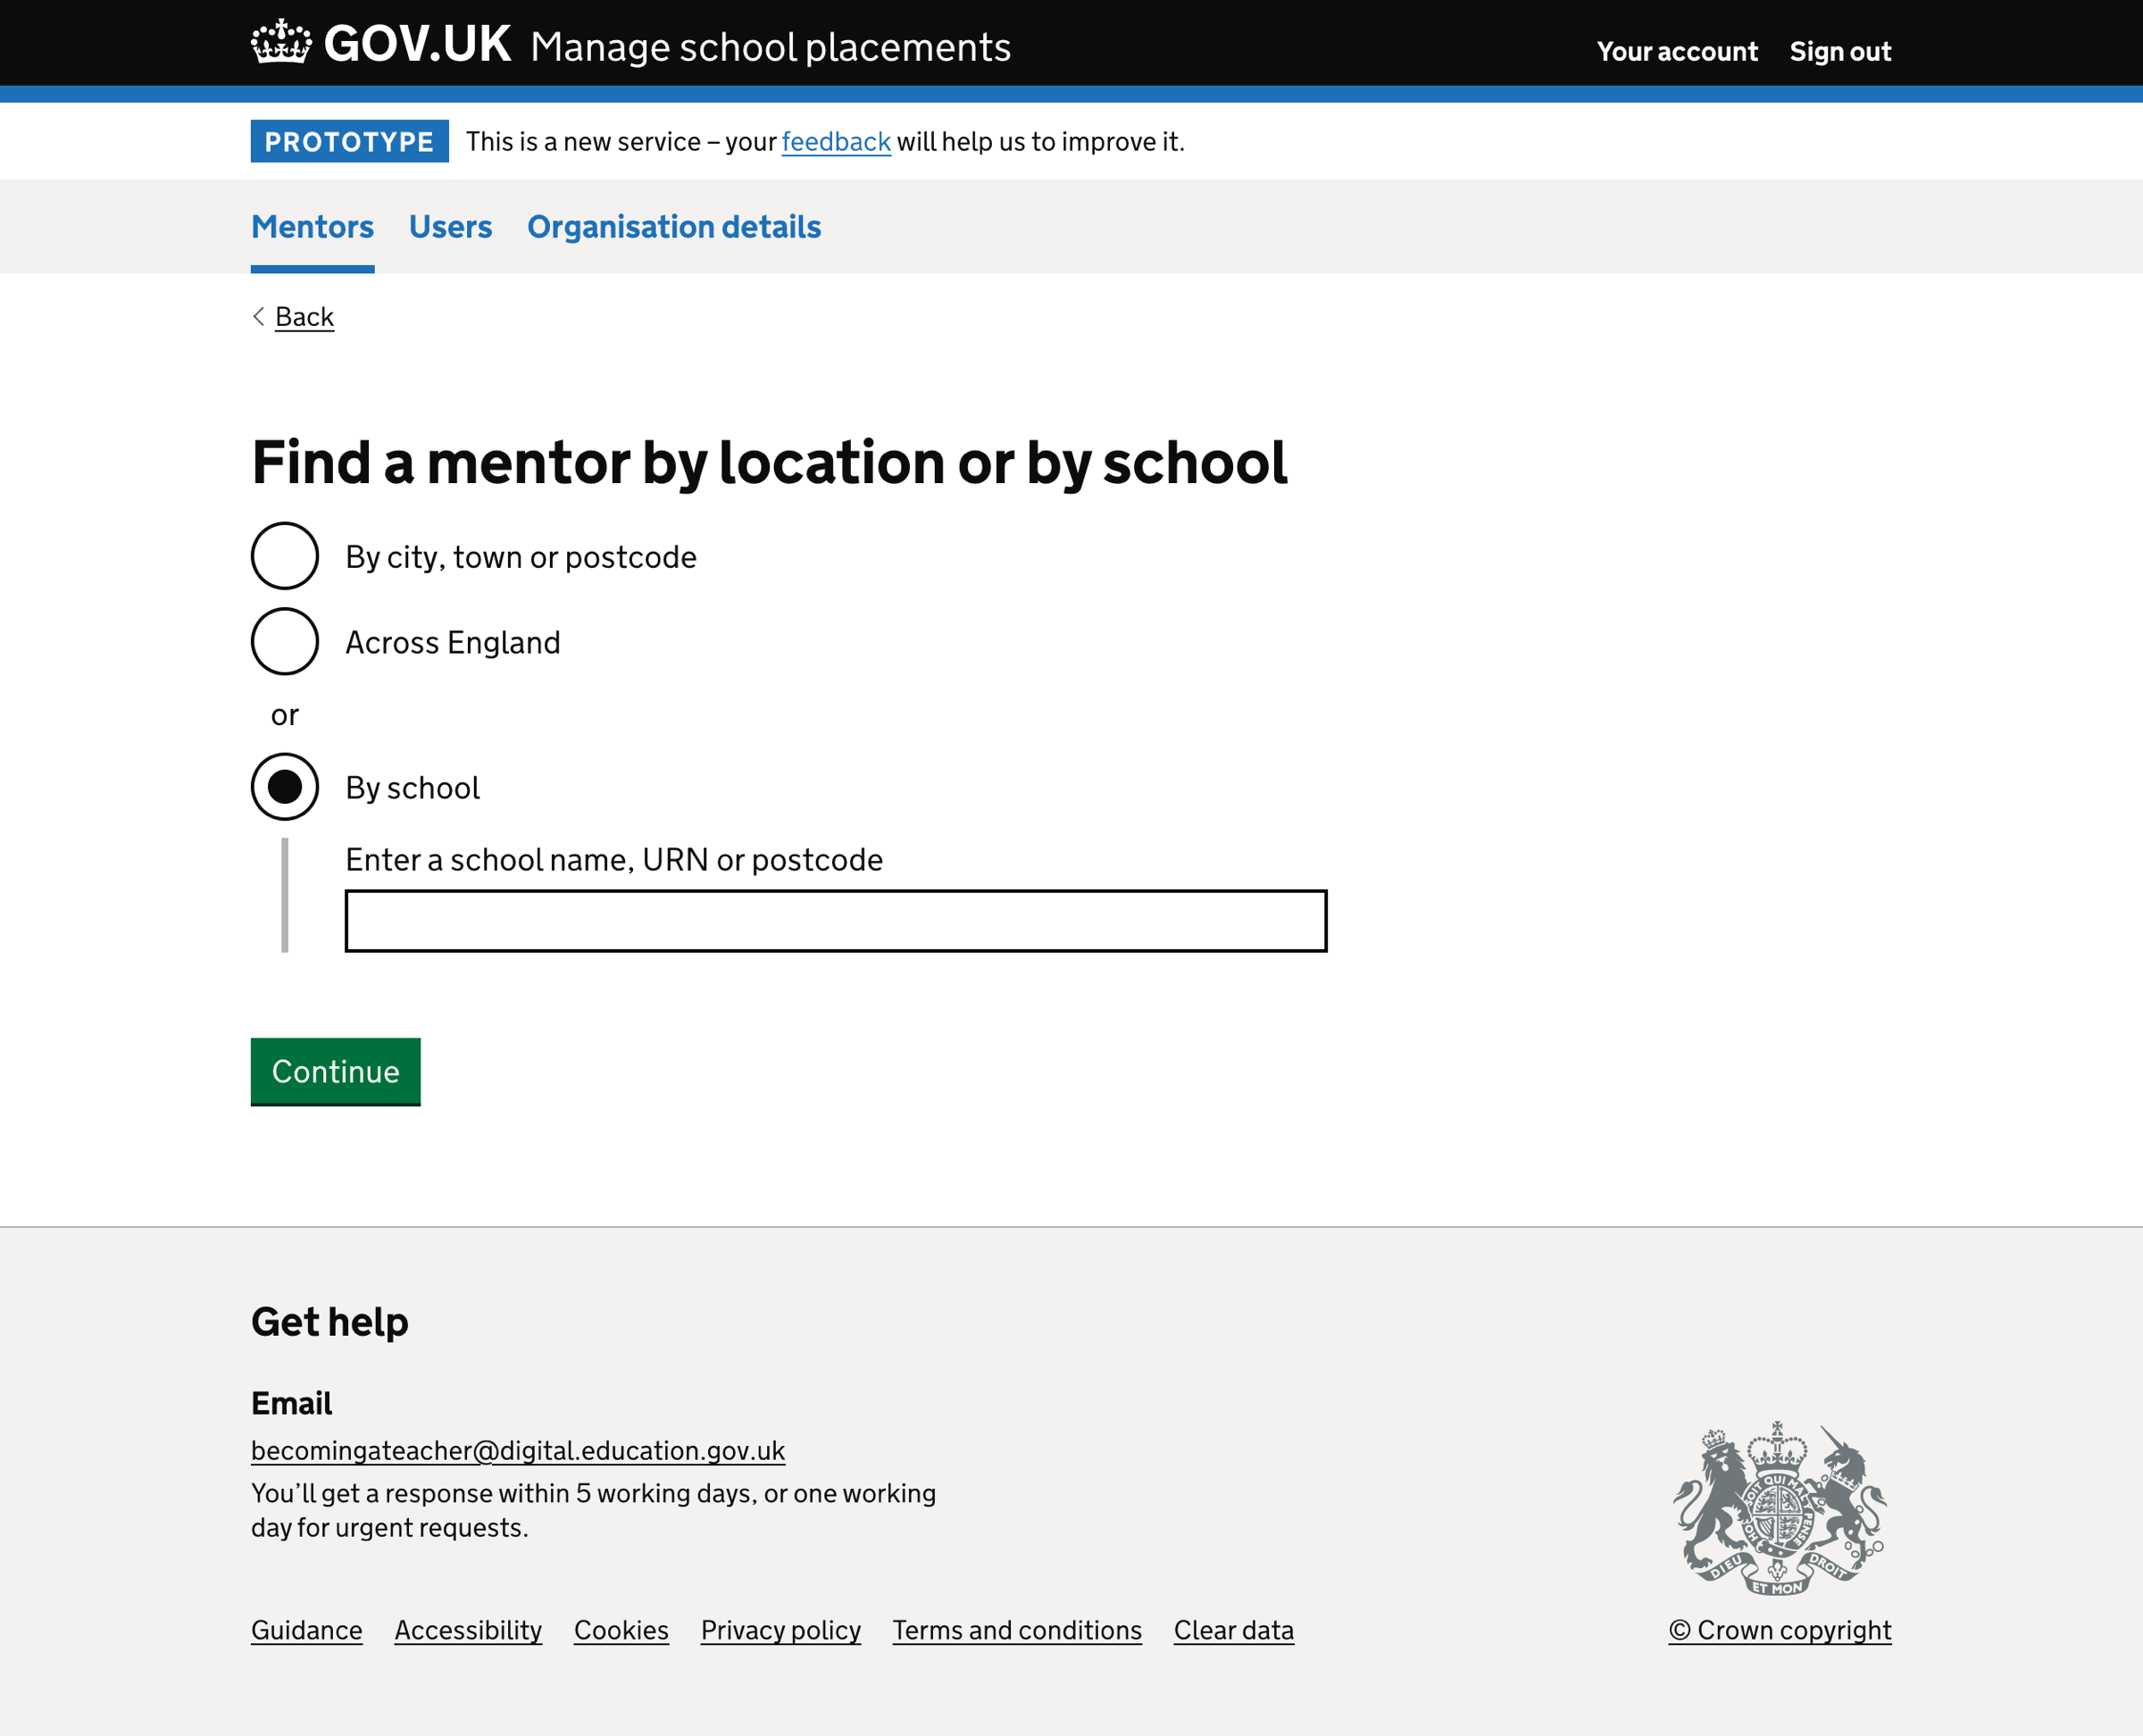 GOV.UK Manage school placements
Your account Sign out
PROTOTYPE This is a new service – your feedback will help us to improve it.
Mentors Users Organisation details
Back
Find a mentor by location or by school
By city, town or postcode
Across England
or
By school
Enter a school name, URN or postcode
Continue
Get help
Email
becomingateacher@digital.education.gov.uk
You’ll get a response within 5 working days, or one working
day for urgent requests.
DIEU ET MON DROIT
Guidance Accessibility Cookies Privacy policy Terms and conditions Clear data
© Crown copyright